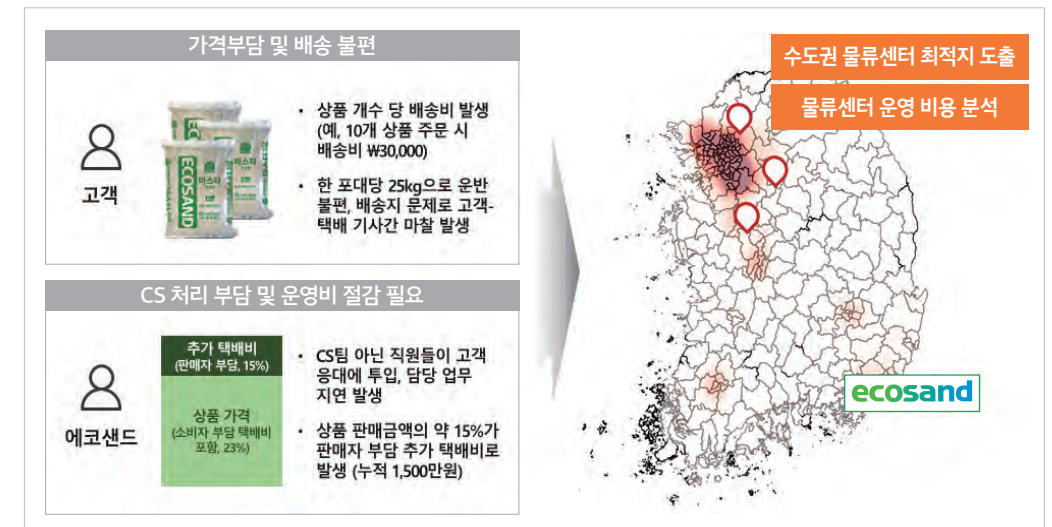 가격부담 및 배송 불편
고객
ECOSAND
마스타
• 상품 개수 당 배송비 발생
(예, 10개 상품 주문 시
배송비 ₩30,000)
• 한 포대당 25kg으로 운반
불편, 배송지 문제로 고객-
택배 기사간 마찰 발생
CS 처리 부담 및 운영비 절감 필요
에코샌드
추가 택배비
(판매자 부담, 15%)
상품 가격
(소비자 부담 택배비
포함, 23%)
• CS팀 아닌 직원들이 고객
응대에 투입, 담당 업무
지연 발생
• 상품 판매금액의 약 15%가
판매자 부담 추가 택배비로
발생 (누적 1,500만원)
수도권 물류센터 최적지 도출
물류센터 운영 비용 분석
ecosand